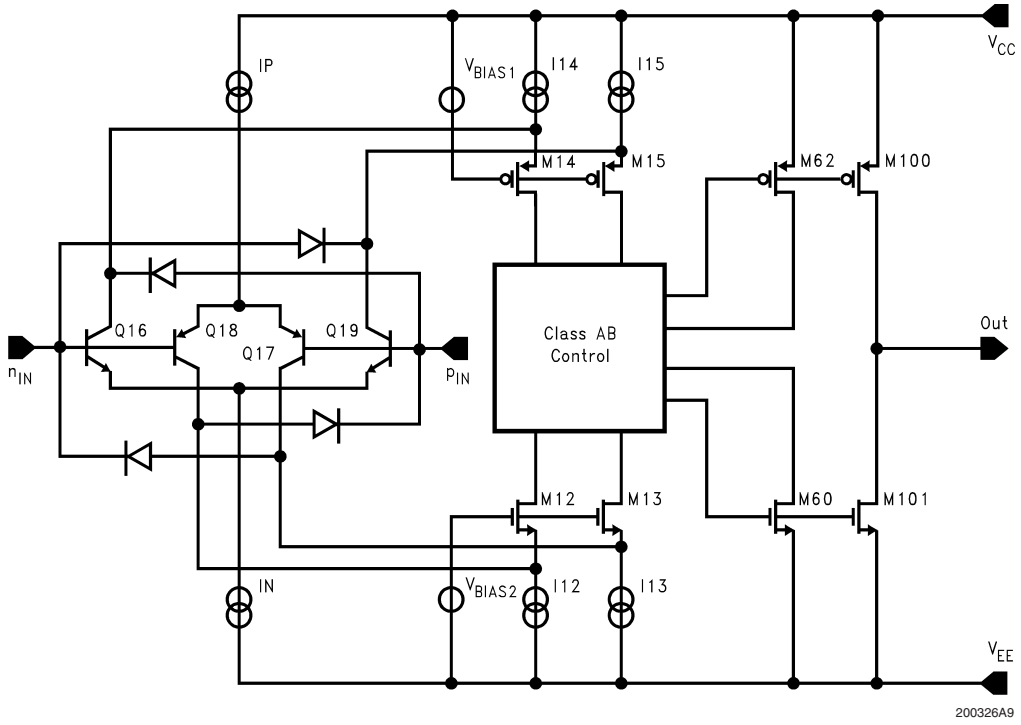 V_CC
IP
V_BIAS1
I14
I15
M14
M15
M62
M100
Q16
Q18
Q17
Q19
n_IN
p_IN
Class AB
Control
Out
M12
M13
M60
M101
IN
V_BIAS2
I12
I13
V_EE
200326A9